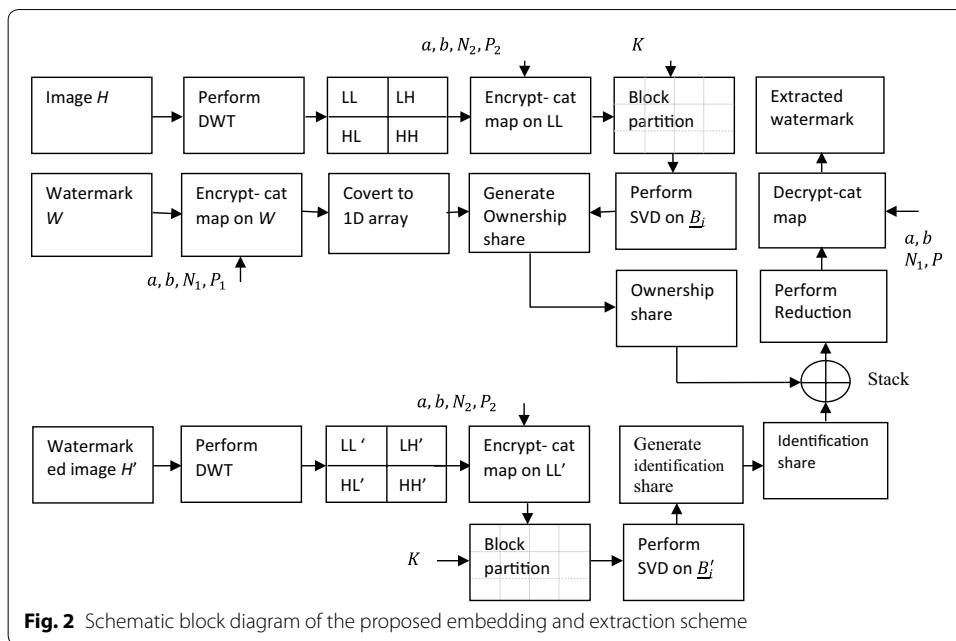 a, b, N₂, P₂
K
Image H
Perform
DWT
LL LH
HL HH
Encrypt- cat
map on LL
Block
partition
Extracted
watermark
Watermark
W
Encrypt- cat
map on W
Covert to
1D array
Generate
Ownership
share
Perform
SVD on B_i
Decrypt-cat
map
a, b, N₁, P₁
a, b
N₁, P
Ownership
share
Perform
Reduction
Stack
a, b, N₂, P₂
Watermark
ed image H’
Perform
DWT
LL ‘ LH’
HL’ HH’
Encrypt- cat
map on LL’
Generate
identification
share
Identification
share
K
Block
partition
Perform
SVD on B′_i
Fig. 2 Schematic block diagram of the proposed embedding and extraction scheme